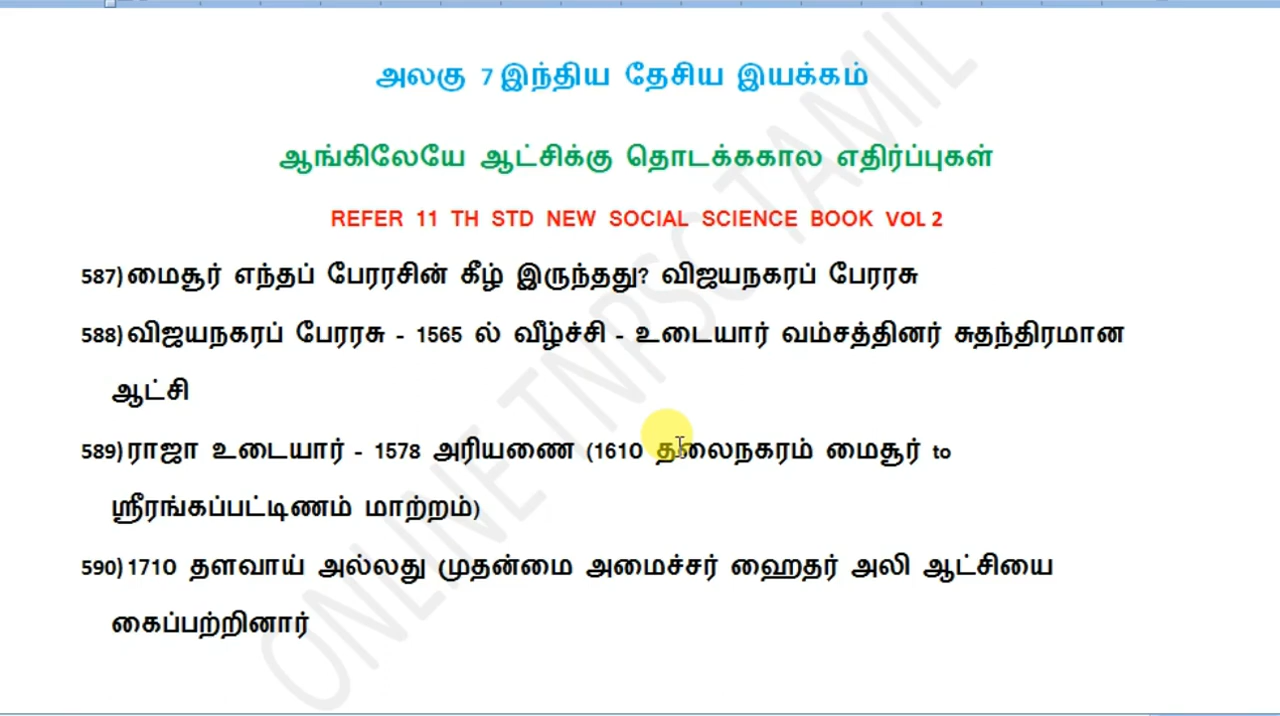 அலகு 7 இந்திய தேசிய இயக்கம்
ஆங்கிலேயே ஆட்சிக்கு தொடக்ககால எதிர்ப்புகள்
REFER 11 TH STD NEW SOCIAL SCIENCE BOOK VOL 2
587) மைசூர் எந்தப் பேரரசின் கீழ் இருந்தது? விஜயநகரப் பேரரசு
588) விஜயநகரப் பேரரசு - 1565 ல் வீழ்ச்சி - உடையார் வம்சத்தினர் சுதந்திரமான
ஆட்சி
589) ராஜா உடையார் - 1578 அரியணை (1610 தலைநகரம் மைசூர் to
ஸ்ரீரங்கப்பட்டிணம் மாற்றம்)
590) 1710 தளவாய் அல்லது முதன்மை அமைச்சர் ஹைதர் அலி ஆட்சியை
கைப்பற்றினார்
ONLINE TNPSC TAMIL